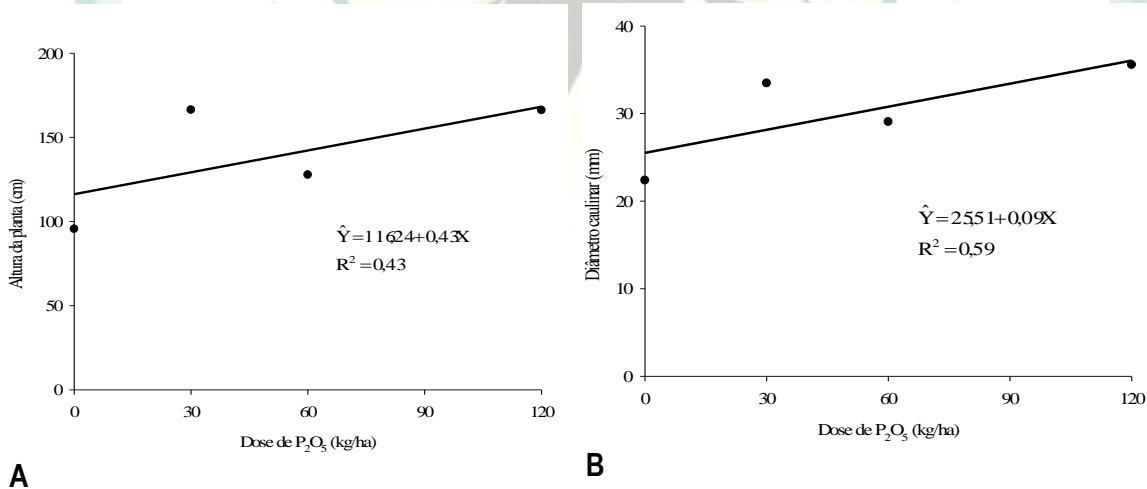 200
150
100
50
0
0 30 60 90 120
Altura da planta (cm)
Ŷ=116,24+0,43X
R² =0,43
Dose de P₂O₅ (kg/ha)
A
40
30
20
10
0
0 30 60 90 120
Diâmetro caulinar (mm)
Ŷ=25,51+0,09X
R² =0,59
Dose de P₂O₅ (kg/ha)
B